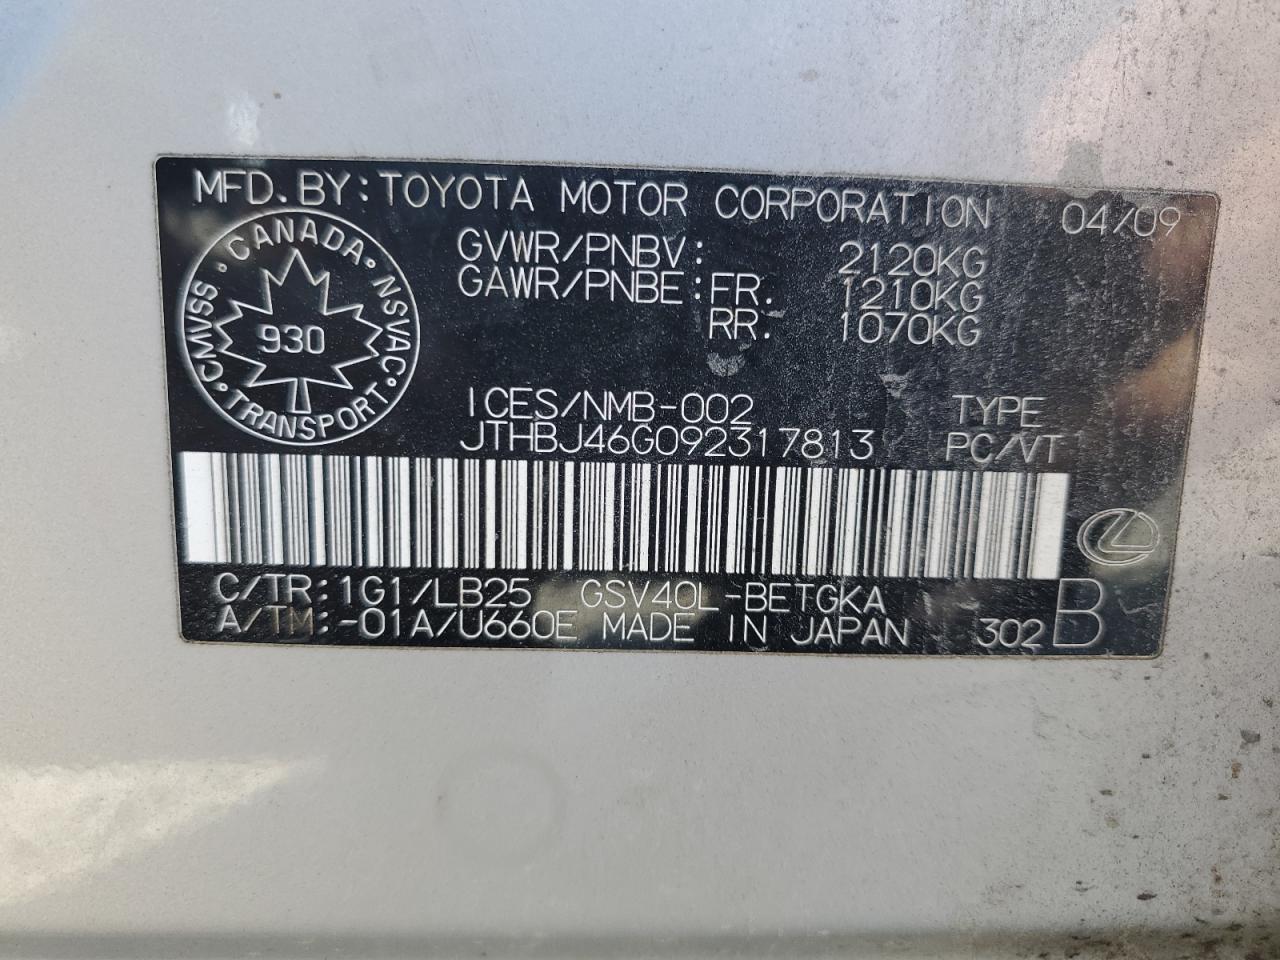 MFD.BY:TOYOTA MOTOR CORPORATION 04/09
GVWR/PNBV: 2120KG
GAWR/PNBE:FR. 1210KG
RR. 1070KG
CMVSS・CANADA・NSVAC・TRANSPORT・
930
ICES/NMB-002 TYPE
JTHBJ46G092317813 PC/VT
C/TR:1G1/LB25 GSV40L-BETGKA
A/TM:-01A/U660E MADE IN JAPAN 302 B